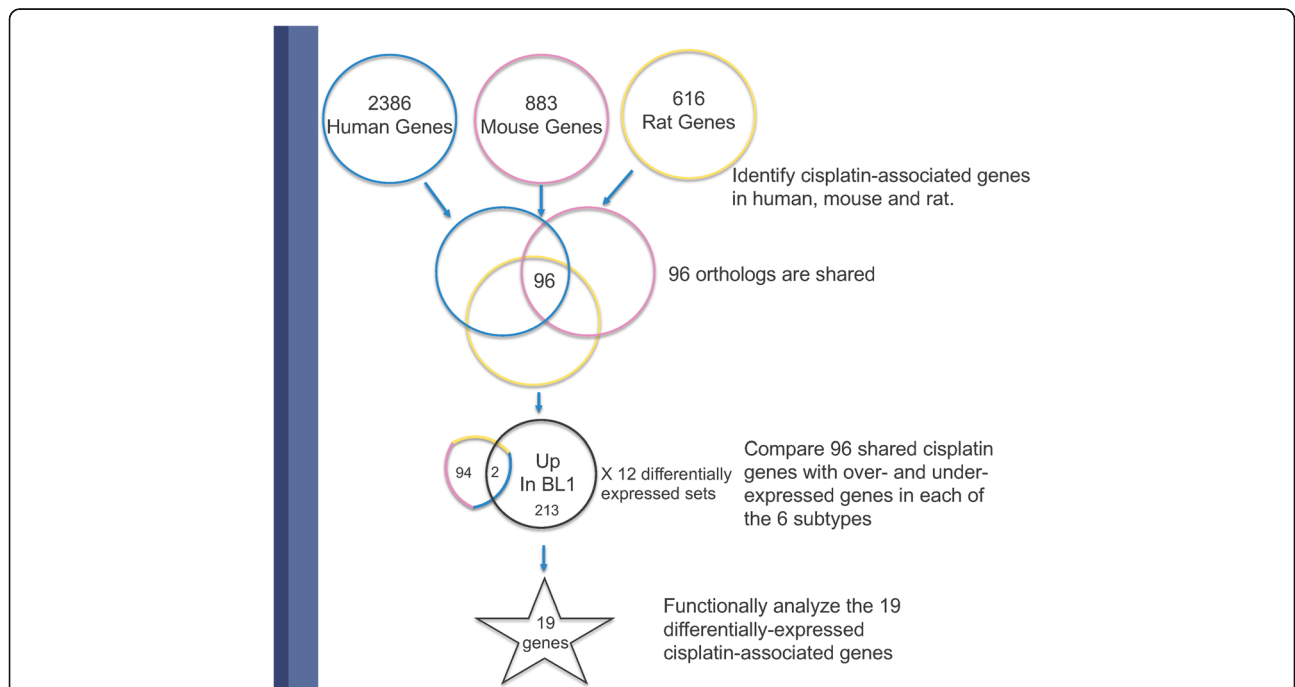 2386
Human Genes
883
Mouse Genes
616
Rat Genes
Identify cisplatin-associated genes
in human, mouse and rat.
96
96 orthologs are shared
94
2
Up
In BL1
213
X 12 differentially
expressed sets
Compare 96 shared cisplatin
genes with over- and under-
expressed genes in each of
the 6 subtypes
19
genes
Functionally analyze the 19
differentially-expressed
cisplatin-associated genes